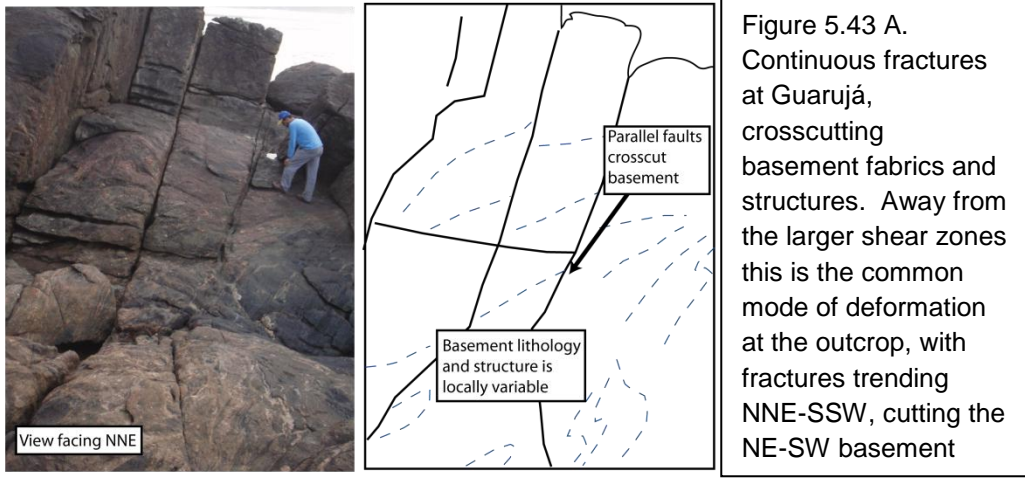 View facing NNE
Parallel faults
crosscut
basement
Basement lithology
and structure is
locally variable
Figure 5.43 A.
Continuous fractures
at Guarujá,
crosscutting
basement fabrics and
structures.  Away from
the larger shear zones
this is the common
mode of deformation
at the outcrop, with
fractures trending
NNE-SSW, cutting the
NE-SW basement